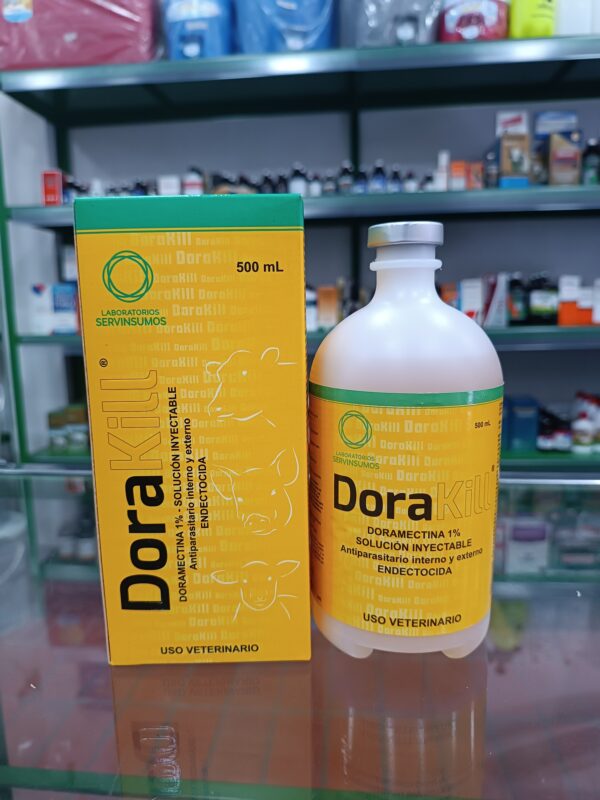 500 mL
LABORATORIOS
SERVINSUMOS
DoraKill®
DORAMECTINA 1% - SOLUCIÓN INYECTABLE
Antiparasitario interno y externo
ENDECTOCIDA
USO VETERINARIO
500 mL
LABORATORIOS
SERVINSUMOS
DoraKill®
DORAMECTINA 1%
SOLUCIÓN INYECTABLE
Antiparasitario interno y externo
ENDECTOCIDA
USO VETERINARIO